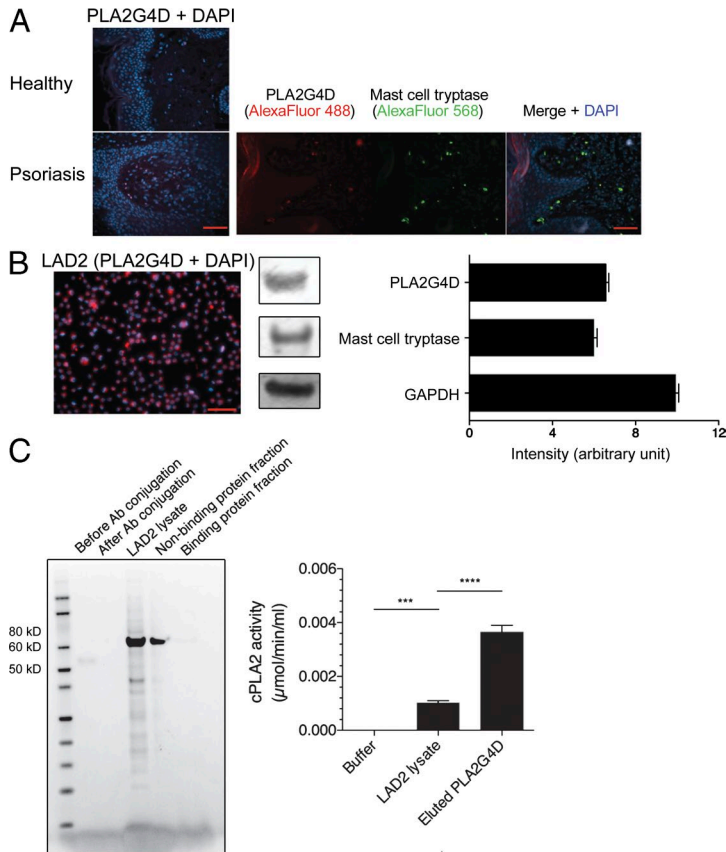 A
PLA2G4D + DAPI
Healthy
Psoriasis
PLA2G4D
(AlexaFluor 488)
Mast cell tryptase
(AlexaFluor 568)
Merge + DAPI
B
LAD2 (PLA2G4D + DAPI)
PLA2G4D
Mast cell tryptase
GAPDH
0
4
8
12
Intensity (arbitrary unit)
C
Before Ab conjugation
After Ab conjugation
LAD2 lysate
Non-binding protein fraction
Binding protein fraction
80 kD
60 kD
50 kD
cPLA2 activity
(μmol/min/ml)
0.006
0.004
0.002
0.000
***
****
Buffer
LAD2 lysate
Eluted PLA2G4D